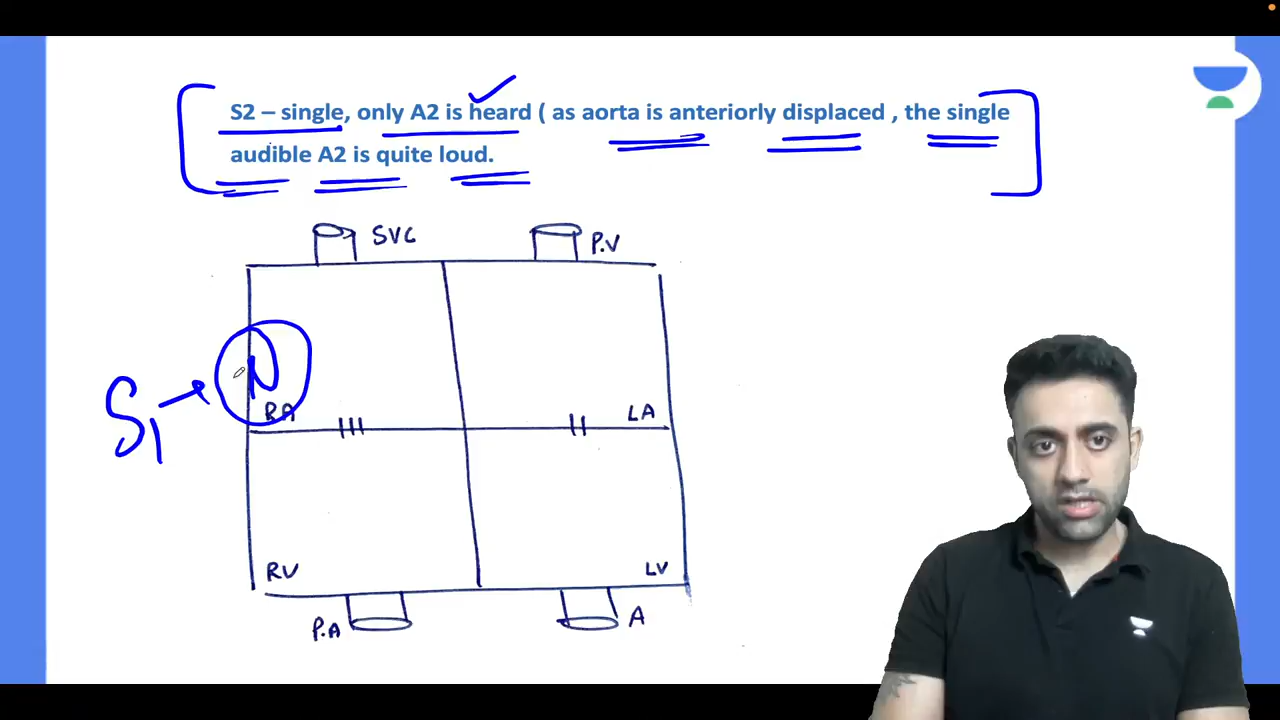 S2 – single, only A2 is heard ( as aorta is anteriorly displaced , the single
audible A2 is quite loud.
SVC
P.V
S1 → N
RA
LA
RV
LV
P.A
A